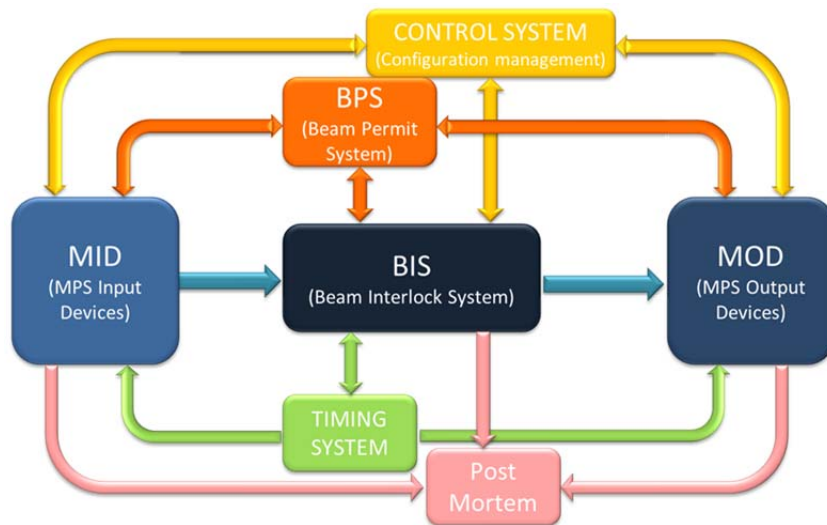 CONTROL SYSTEM
(Configuration management)
BPS
(Beam Permit
System)
MID
(MPS Input
Devices)
BIS
(Beam Interlock System)
MOD
(MPS Output
Devices)
TIMING
SYSTEM
Post
Mortem